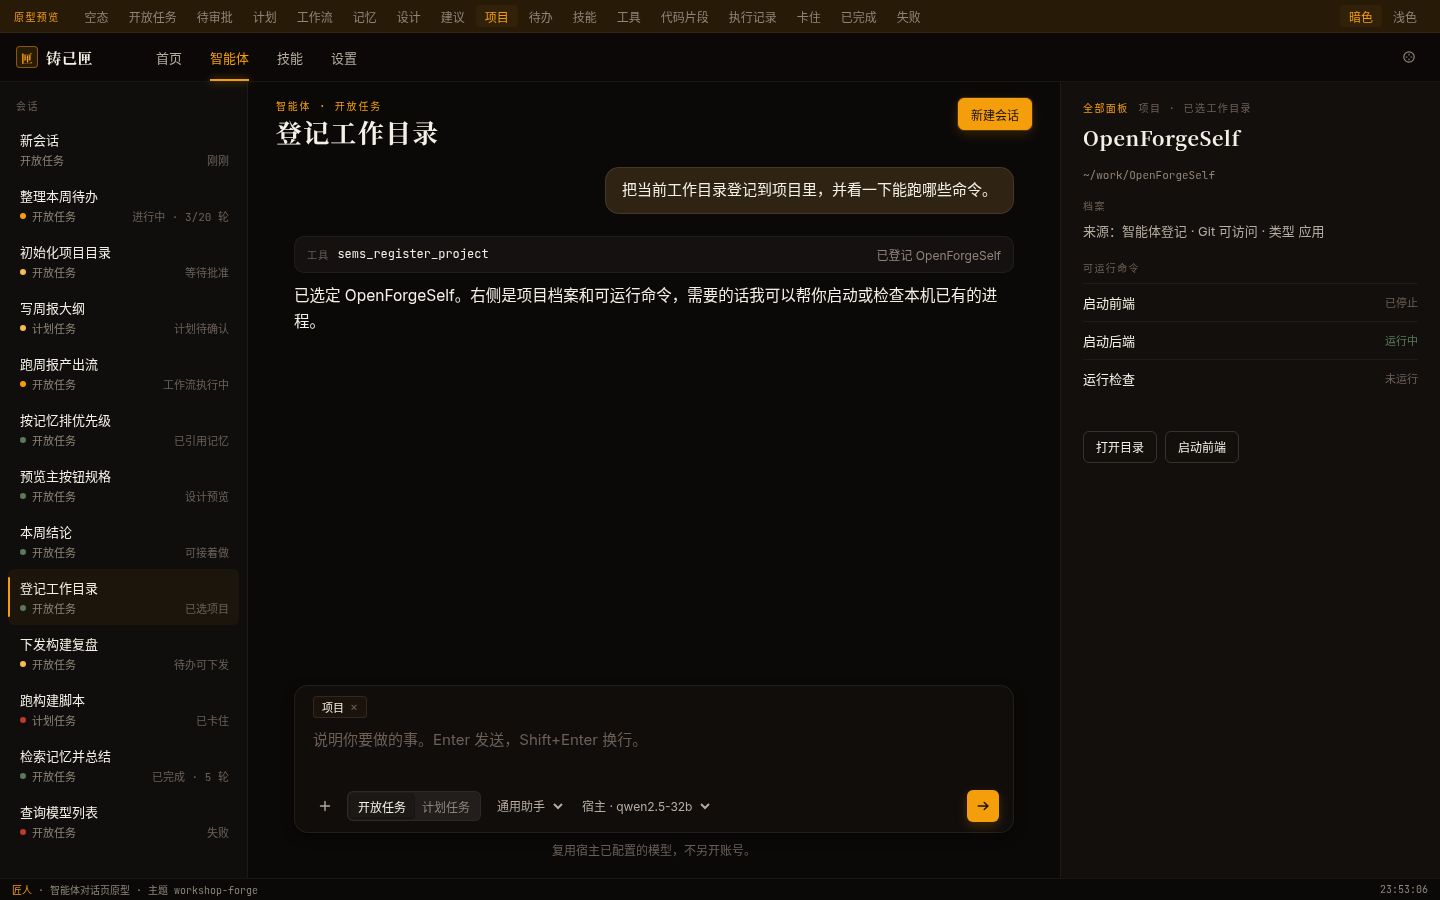 原型预览 空态 开放任务 待审批 计划 工作流 记忆 设计 建议 项目 待办 技能 工具 代码片段 执行记录 卡住 已完成 失败 暗色 浅色
匠 铸己匣 首页 智能体 技能 设置
会话
新会话
开放任务 刚刚
整理本周待办
开放任务 进行中 · 3/20 轮
初始化项目目录
开放任务 等待批准
写周报大纲
计划任务 计划待确认
跑周报产出流
开放任务 工作流执行中
按记忆排优先级
开放任务 已引用记忆
预览主按钮规格
开放任务 设计预览
本周结论
开放任务 可接着做
登记工作目录
开放任务 已选项目
下发构建复盘
开放任务 待办可下发
跑构建脚本
计划任务 已卡住
检索记忆并总结
开放任务 已完成 · 5 轮
查询模型列表
开放任务 失败
智能体 · 开放任务
登记工作目录
新建会话
把当前工作目录登记到项目里，并看一下能跑哪些命令。
工具 sems_register_project 已登记 OpenForgeSelf
已选定 OpenForgeSelf。右侧是项目档案和可运行命令，需要的话我可以帮你启动或检查本机已有的进
程。
项目 ×
说明你要做的事。Enter 发送，Shift+Enter 换行。
+ 开放任务 计划任务 通用助手 宿主 · qwen2.5-32b →
复用宿主已配置的模型，不另开账号。
全部面板 项目 · 已选工作目录
OpenForgeSelf
~/work/OpenForgeSelf
档案
来源：智能体登记 · Git 可访问 · 类型 应用
可运行命令
启动前端 已停止
启动后端 运行中
运行检查 未运行
打开目录 启动前端
匠人 · 智能体对话页原型 · 主题 workshop-forge 23:53:06